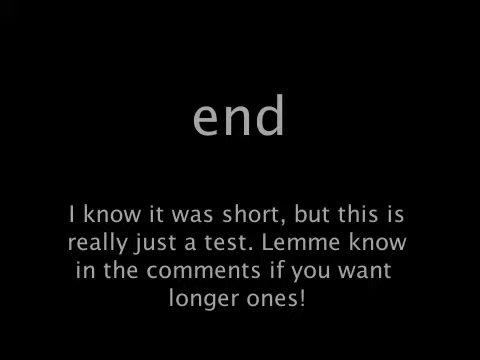 end
I know it was short, but this is
really just a test. Lemme know
in the comments if you want
longer ones!